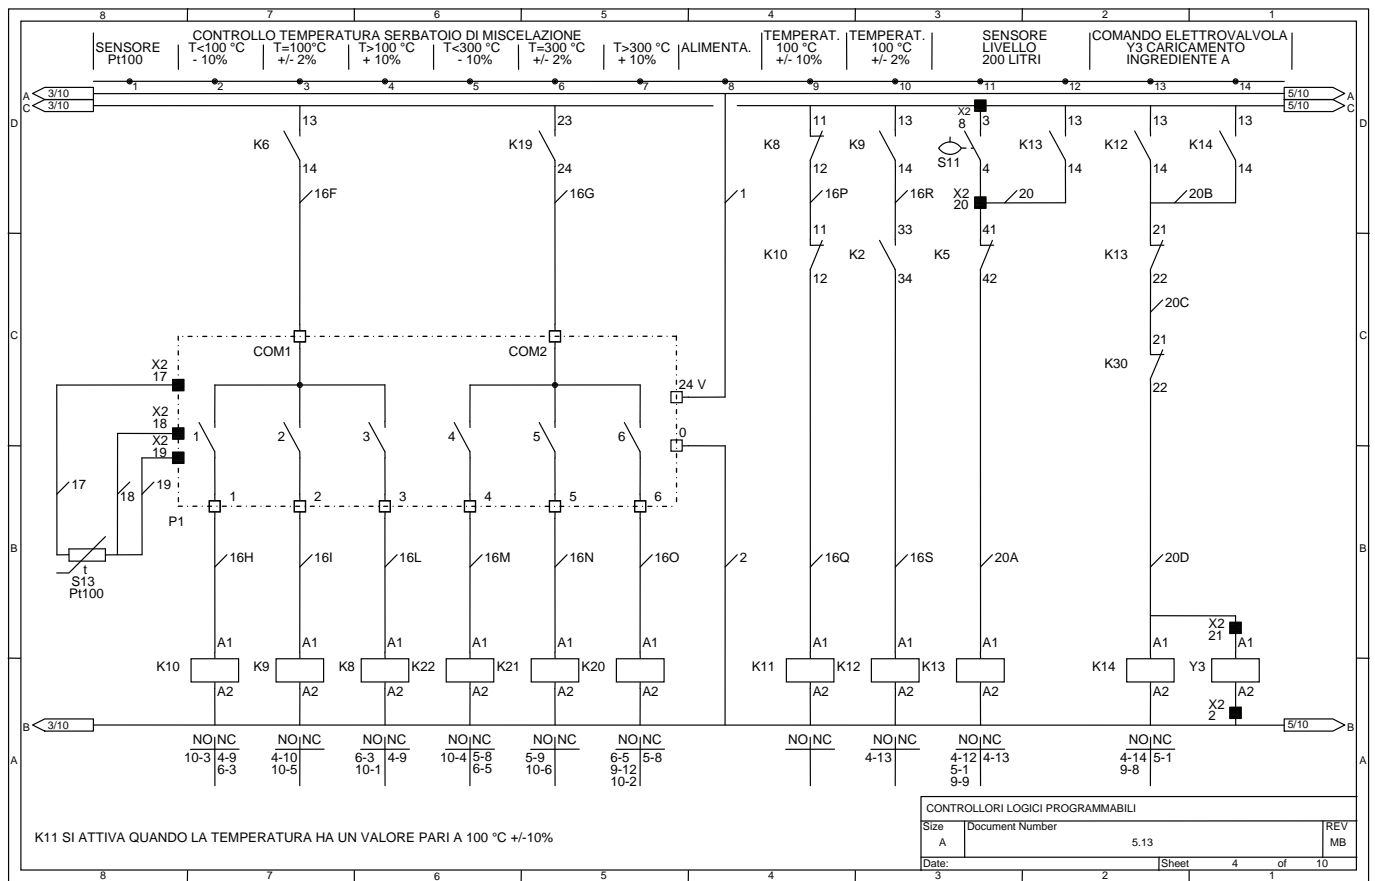 8 7 6 5 4 3 2 1
CONTROLLO TEMPERATURA SERBATOIO DI MISCELAZIONE
SENSORE
Pt100
T<100 °C
- 10%
T=100°C
+/- 2%
T>100 °C
+ 10%
T<300 °C
- 10%
T=300 °C
+/- 2%
T>300 °C
+ 10%
ALIMENTA.
TEMPERAT.
100 °C
+/- 10%
TEMPERAT.
100 °C
+/- 2%
SENSORE
LIVELLO
200 LITRI
COMANDO ELETTROVALVOLA
Y3 CARICAMENTO
INGREDIENTE A
1 2 3 4 5 6 7 8 9 10 11 12 13 14
A 3/10 5/10 A
C 3/10 5/10 C
D D
K6 13 14
16F
K19 23 24
16G
1
K8 11 12
16P
K9 13 14
16R
X2
8
3
S11
4
X2
20
20
K13 13 14
K12 13 14
K14 13 14
20B
K10 11 12
K2 33 34
K5 41 42
K13 21 22
20C
K30 21 22
C C
COM1
COM2
X2
17
X2
18
X2
19
24 V
0
1 2 3 4 5 6
1 2 3 4 5 6
P1
17 18 19
t
S13
Pt100
B B
16H 16I 16L 16M 16N 16O 2 16Q 16S 20A 20D
X2
21
A1 A1 A1 A1 A1 A1 A1 A1 A1 A1 A1
K10 K9 K8 K22 K21 K20 K11 K12 K13 K14 Y3
A2 A2 A2 A2 A2 A2 A2 A2 A2 A2 A2
X2
2
B 3/10 5/10 B
A A
NO NC
10-3 4-9
6-3
NO NC
4-10
10-5
NO NC
6-3 4-9
10-1
NO NC
10-4 5-8
6-5
NO NC
5-9
10-6
NO NC
6-5 5-8
9-12
10-2
NO NC
NO NC
4-13
NO NC
4-12 4-13
5-1
9-9
NO NC
4-14 5-1
9-8
K11 SI ATTIVA QUANDO LA TEMPERATURA HA UN VALORE PARI A 100 °C +/-10%
CONTROLLORI LOGICI PROGRAMMABILI
Size Document Number REV
A 5.13 MB
Date: Sheet 4 of 10
8 7 6 5 4 3 2 1